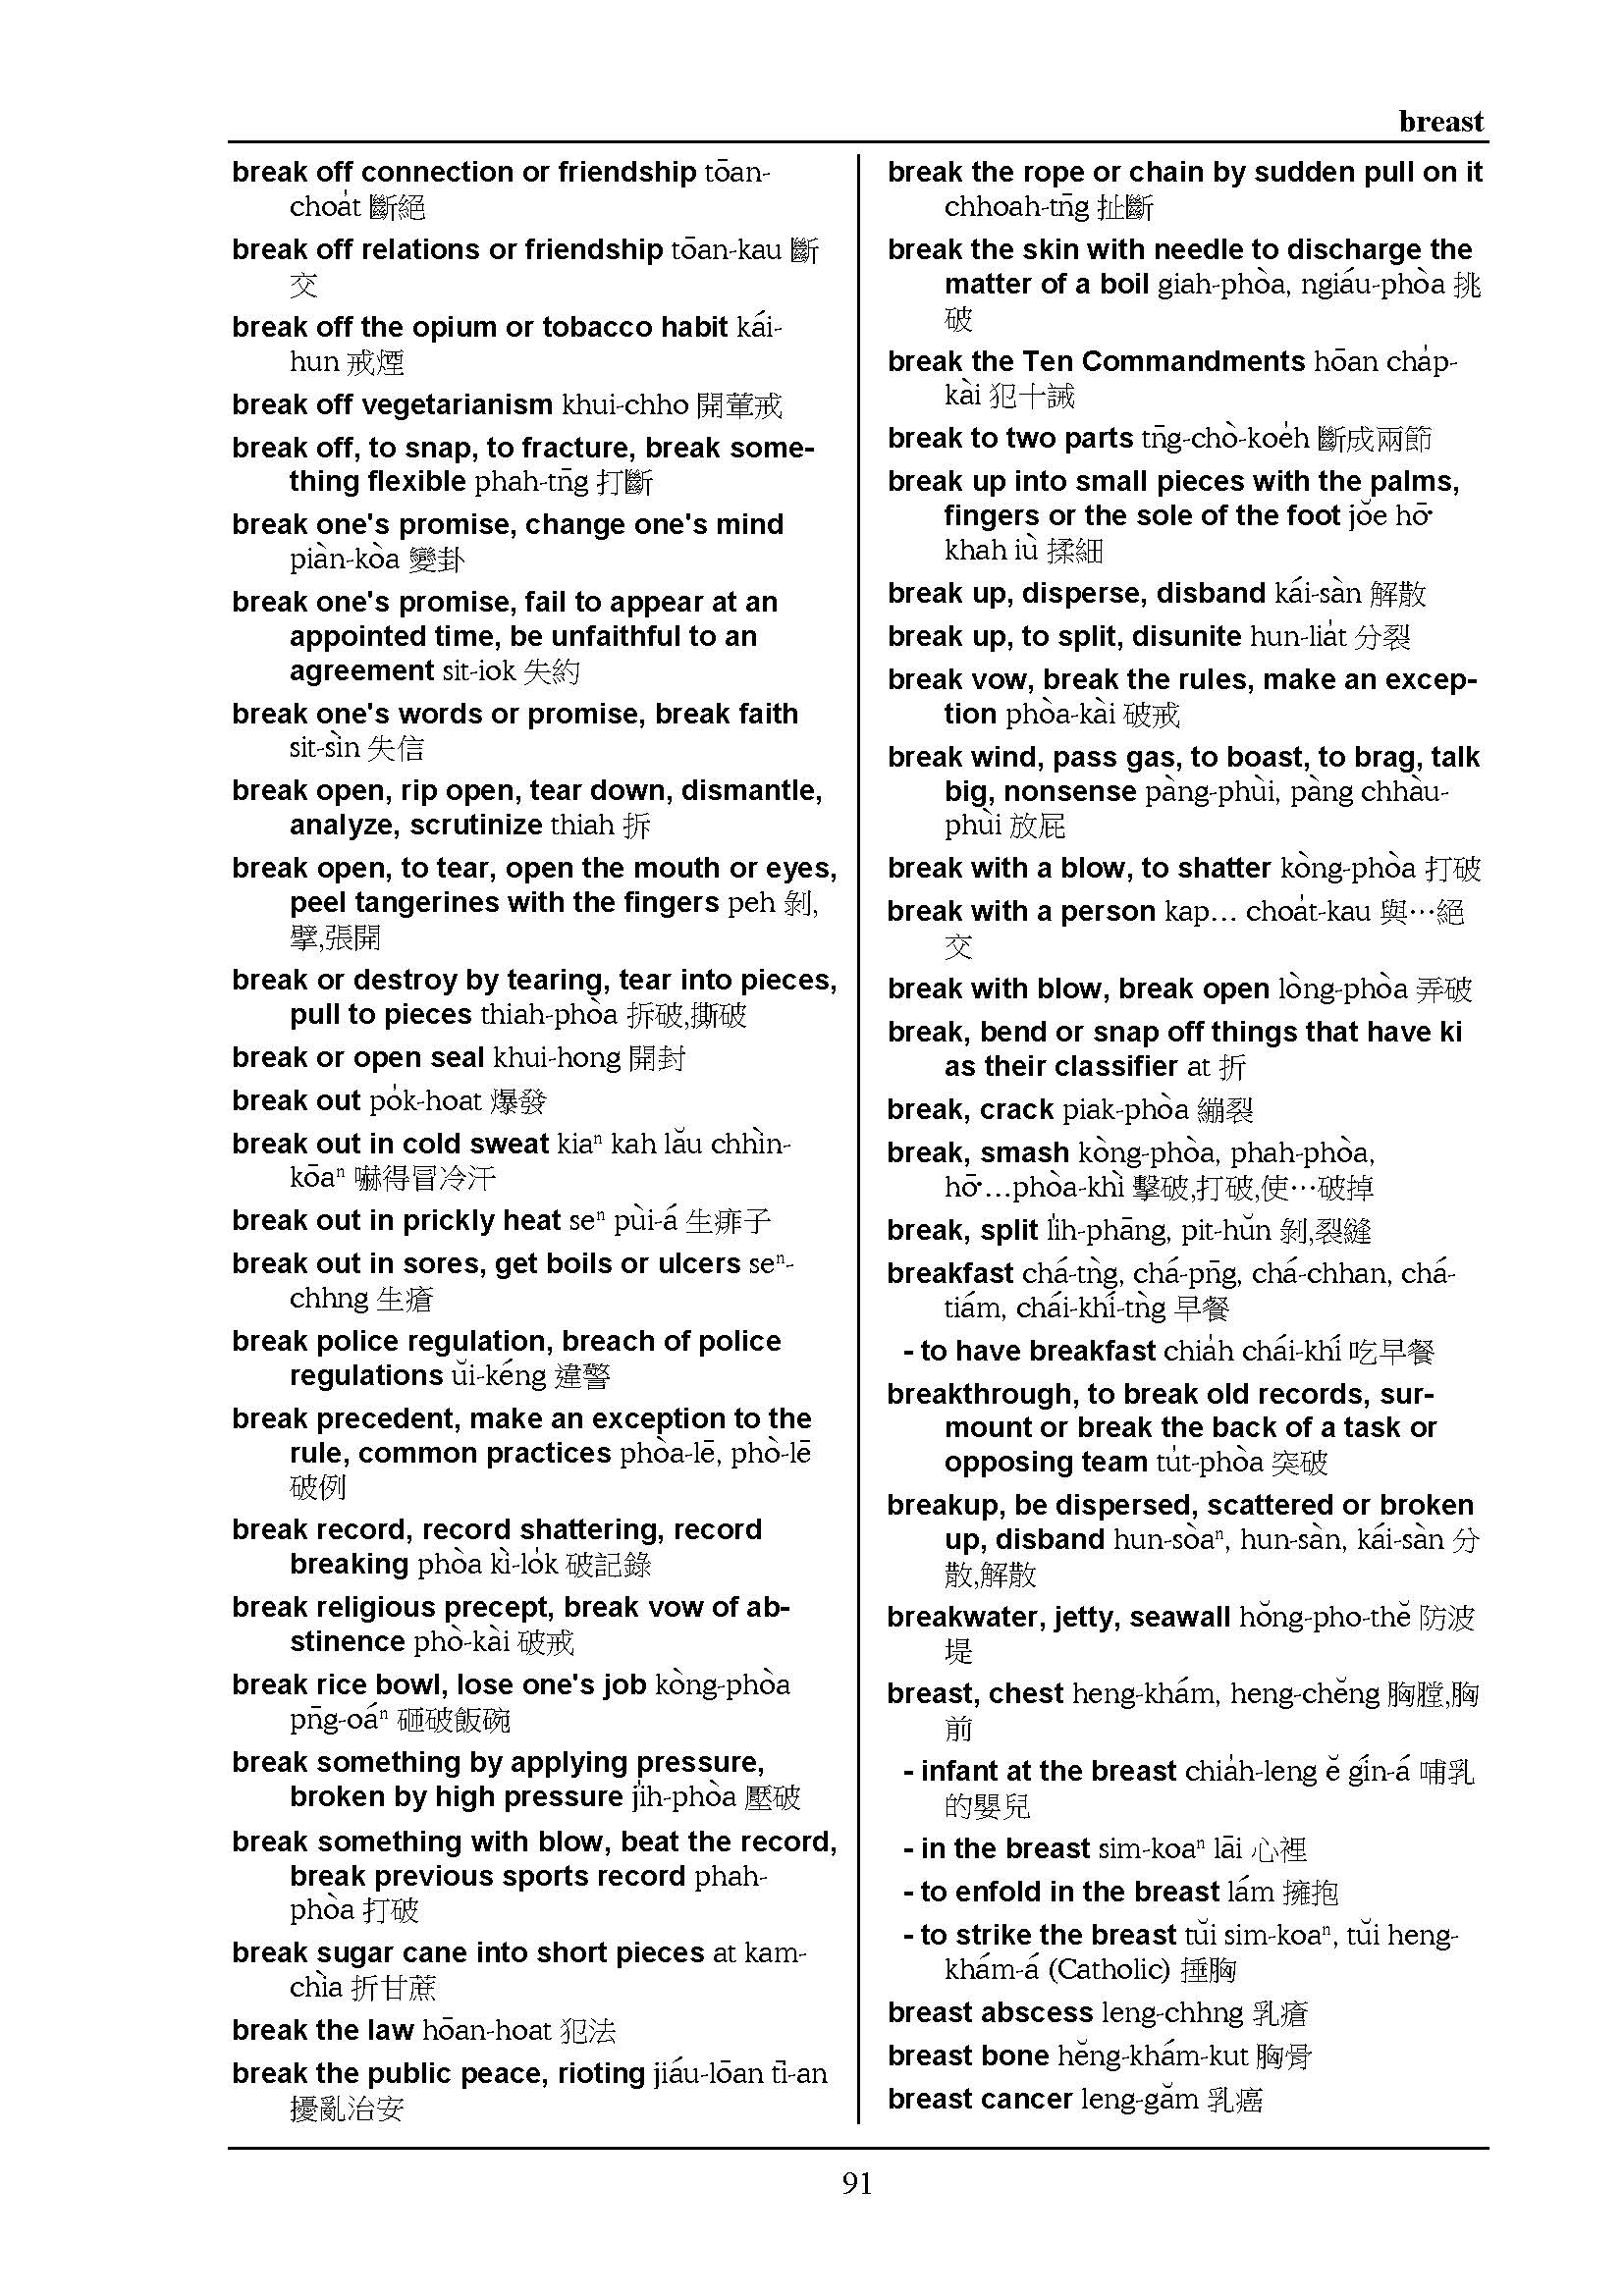 breast
break off connection or friendship tōan-
choa̍t 斷絕
break off relations or friendship tōan-kau 斷
交
break off the opium or tobacco habit kái-
hun 戒煙
break off vegetarianism khui-chho 開葷戒
break off, to snap, to fracture, break some-
thing flexible phah-tn̄g 打斷
break one's promise, change one's mind
piàn-kòa 變卦
break one's promise, fail to appear at an
appointed time, be unfaithful to an
agreement sit-iok 失約
break one's words or promise, break faith
sit-sìn 失信
break open, rip open, tear down, dismantle,
analyze, scrutinize thiah 拆
break open, to tear, open the mouth or eyes,
peel tangerines with the fingers peh 剝,
擘,張開
break or destroy by tearing, tear into pieces,
pull to pieces thiah-phòa 拆破,撕破
break or open seal khui-hong 開封
break out po̍k-hoat 爆發
break out in cold sweat kiaⁿ kah lău chhìn-
kōaⁿ 嚇得冒冷汗
break out in prickly heat seⁿ pùi-á 生痱子
break out in sores, get boils or ulcers seⁿ-
chhng 生瘡
break police regulation, breach of police
regulations ŭi-kéng 違警
break precedent, make an exception to the
rule, common practices phòa-lē, phò-lē
破例
break record, record shattering, record
breaking phòa kì-lo̍k 破記錄
break religious precept, break vow of ab-
stinence phò-kài 破戒
break rice bowl, lose one's job kòng-phòa
pn̄g-oáⁿ 砸破飯碗
break something by applying pressure,
broken by high pressure ji̍h-phòa 壓破
break something with blow, beat the record,
break previous sports record phah-
phòa 打破
break sugar cane into short pieces at kam-
chìa 折甘蔗
break the law hōan-hoat 犯法
break the public peace, rioting jiáu-lōan tī-an
擾亂治安
break the rope or chain by sudden pull on it
chhoah-tn̄g 扯斷
break the skin with needle to discharge the
matter of a boil giah-phòa, ngiáu-phòa 挑
破
break the Ten Commandments hōan cha̍p-
kài 犯十誡
break to two parts tn̄g-chò-koe̍h 斷成兩節
break up into small pieces with the palms,
fingers or the sole of the foot jŏe hō͘
khah iù 揉細
break up, disperse, disband kái-sàn 解散
break up, to split, disunite hun-lia̍t 分裂
break vow, break the rules, make an excep-
tion phòa-kài 破戒
break wind, pass gas, to boast, to brag, talk
big, nonsense pàng-phùi, pàng chhàu-
phùi 放屁
break with a blow, to shatter kòng-phòa 打破
break with a person kap… choa̍t-kau 與…絕
交
break with blow, break open lòng-phòa 弄破
break, bend or snap off things that have ki
as their classifier at 折
break, crack piak-phòa 繃裂
break, smash kòng-phòa, phah-phòa,
hō͘…phòa-khì 擊破,打破,使…破掉
break, split li̍h-phāng, pit-hŭn 剝,裂縫
breakfast chá-tǹg, chá-pn̄g, chá-chhan, chá-
tiám, chái-khí-tǹg 早餐
- to have breakfast chia̍h chái-khí 吃早餐
breakthrough, to break old records, sur-
mount or break the back of a task or
opposing team tu̍t-phòa 突破
breakup, be dispersed, scattered or broken
up, disband hun-sòaⁿ, hun-sàn, kái-sàn 分
散,解散
breakwater, jetty, seawall hŏng-pho-thĕ 防波
堤
breast, chest heng-khám, heng-chĕng 胸膛,胸
前
- infant at the breast chia̍h-leng ĕ gín-á 哺乳
的嬰兒
- in the breast sim-koaⁿ lāi 心裡
- to enfold in the breast lám 擁抱
- to strike the breast tŭi sim-koaⁿ, tŭi heng-
khám-á (Catholic) 捶胸
breast abscess leng-chhng 乳瘡
breast bone hĕng-khám-kut 胸骨
breast cancer leng-găm 乳癌
91